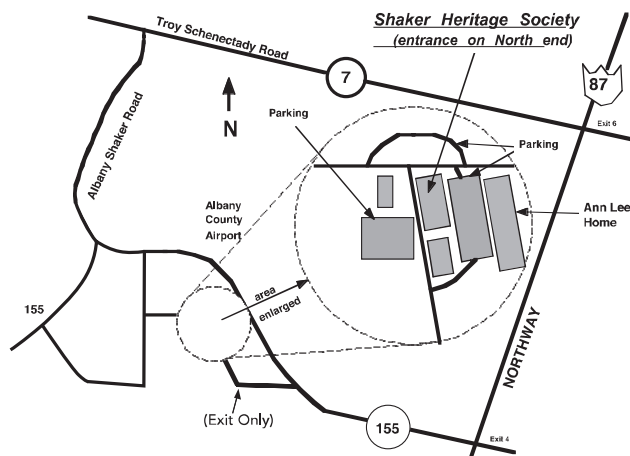 Shaker Heritage Society
(entrance on North end)
Troy Schenectady Road
7
87
Exit 6
N
Parking
Parking
Albany Shaker Road
Albany
County
Airport
Ann Lee
Home
area
enlarged
155
NORTHWAY
(Exit Only)
155
Exit 4